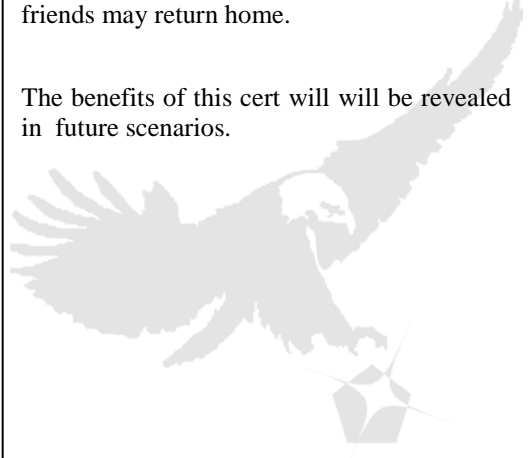 friends may return home.
The benefits of this cert will will be revealed
in future scenarios.